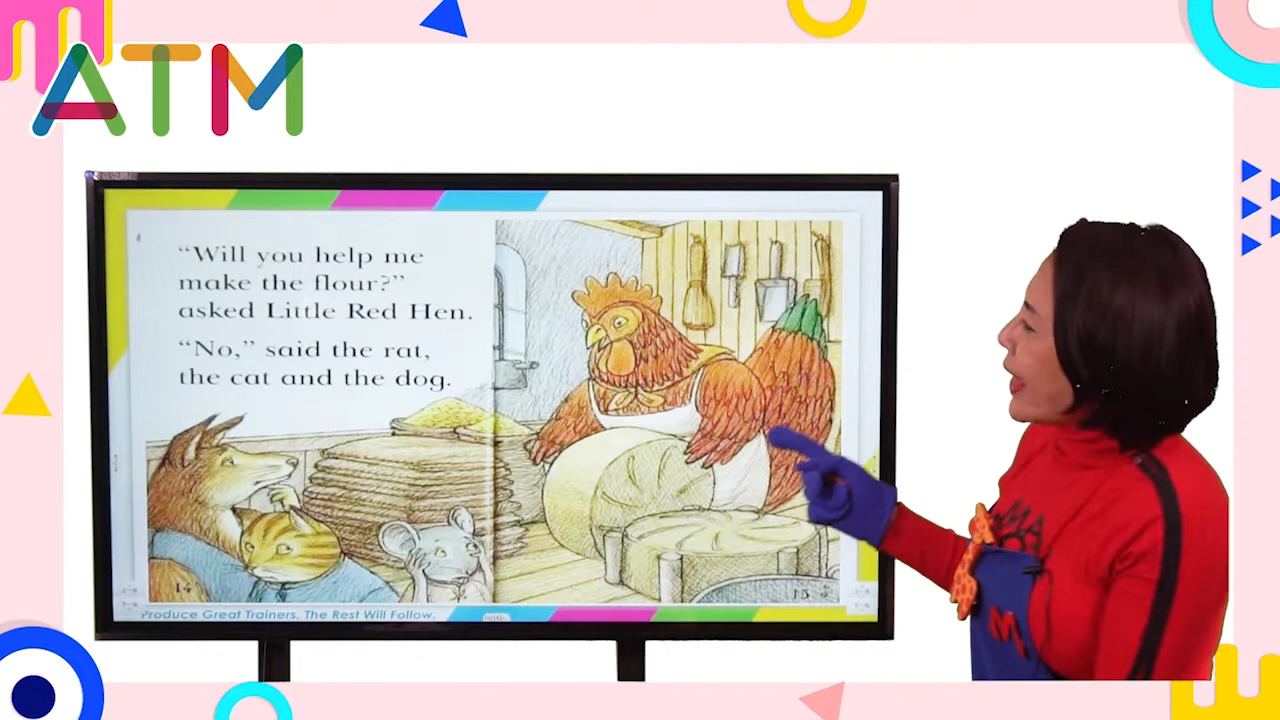 ATM
“Will you help me
make the flour?”
asked Little Red Hen.
“No,” said the rat,
the cat and the dog.
14
15
Produce Great Trainers, The Rest Will Follow.
M